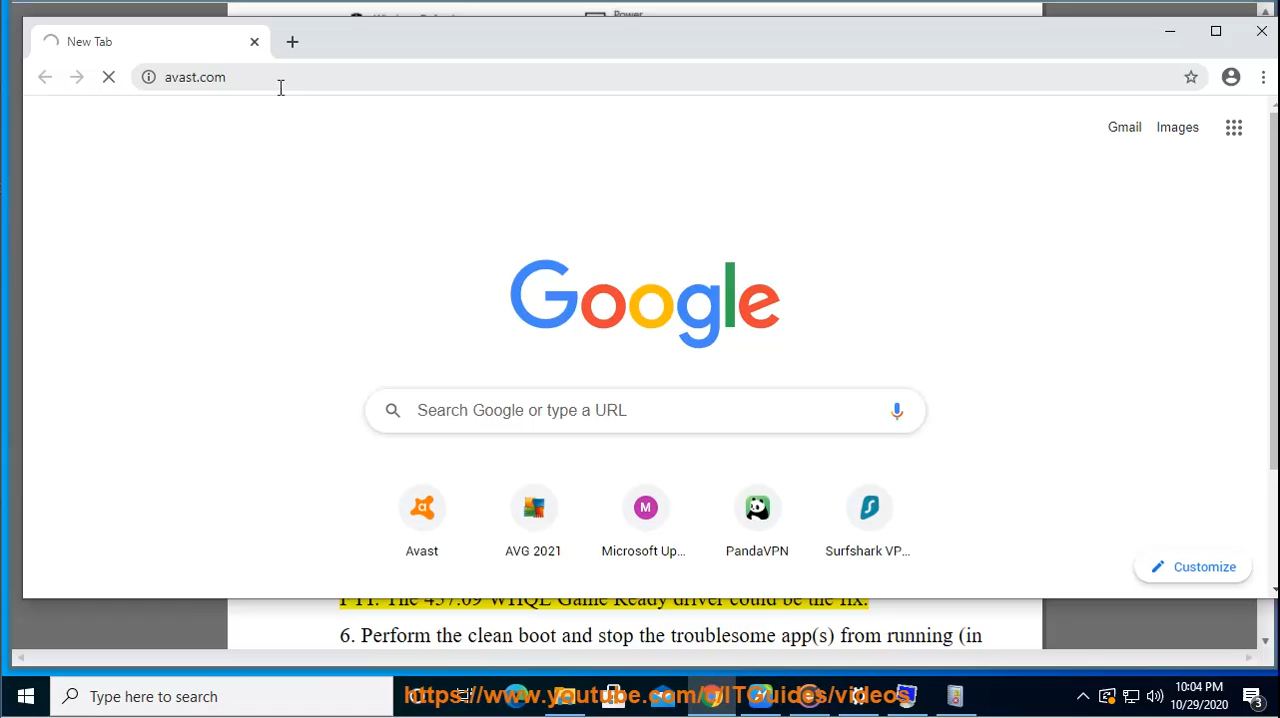 Power
New Tab
avast.com
Gmail Images
Google
Search Google or type a URL
M
Avast AVG 2021 Microsoft Up... PandaVPN Surfshark VP...
Customize
FYI: The 457.09 WHQL Game Ready driver could be the fix.
6. Perform the clean boot and stop the troublesome app(s) from running (in
Type here to search
https://www.youtube.com/c/ITGuides/videos
10:04 PM
10/29/2020
3